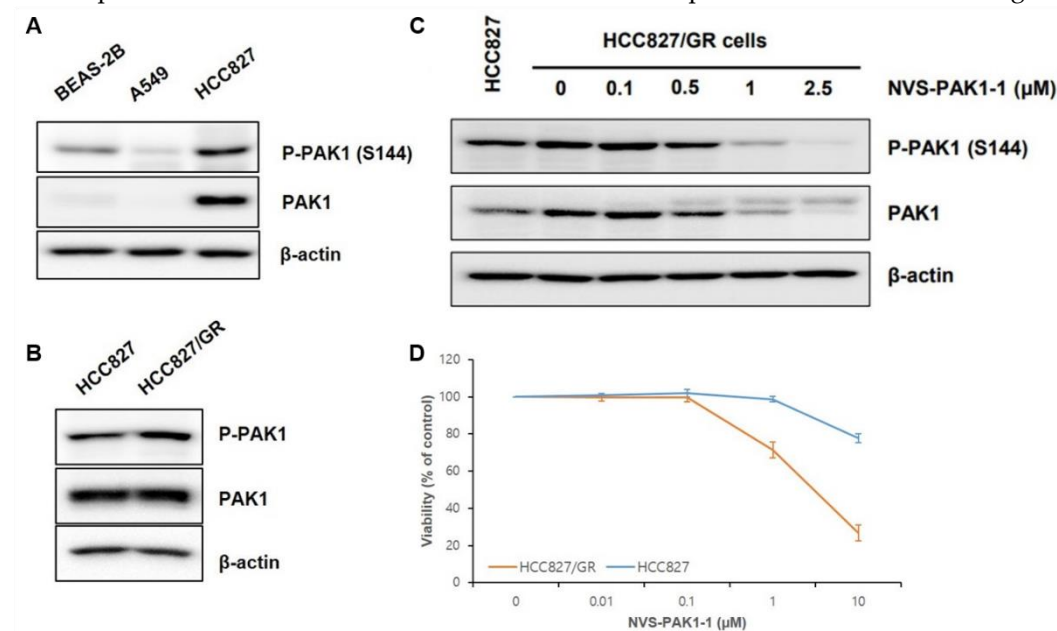 A
BEAS-2B
A549
HCC827
P-PAK1 (S144)
PAK1
β-actin
B
HCC827
HCC827/GR
P-PAK1
PAK1
β-actin
C
HCC827
HCC827/GR cells
0 0.1 0.5 1 2.5 NVS-PAK1-1 (μM)
P-PAK1 (S144)
PAK1
β-actin
D
Viability (% of control)
120
100
80
60
40
20
0
HCC827/GR HCC827
0 0.01 0.1 1 10
NVS-PAK1-1 (μM)